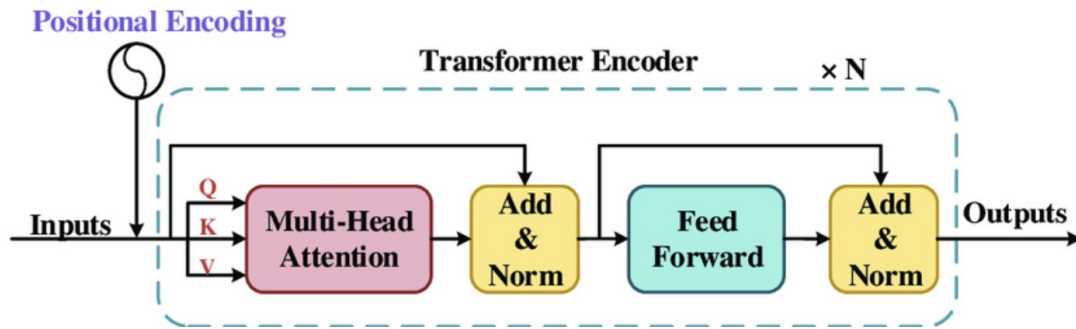 Positional Encoding
Transformer Encoder
× N
Inputs
Q
K
V
Multi-Head
Attention
Add
&
Norm
Feed
Forward
Add
&
Norm
Outputs